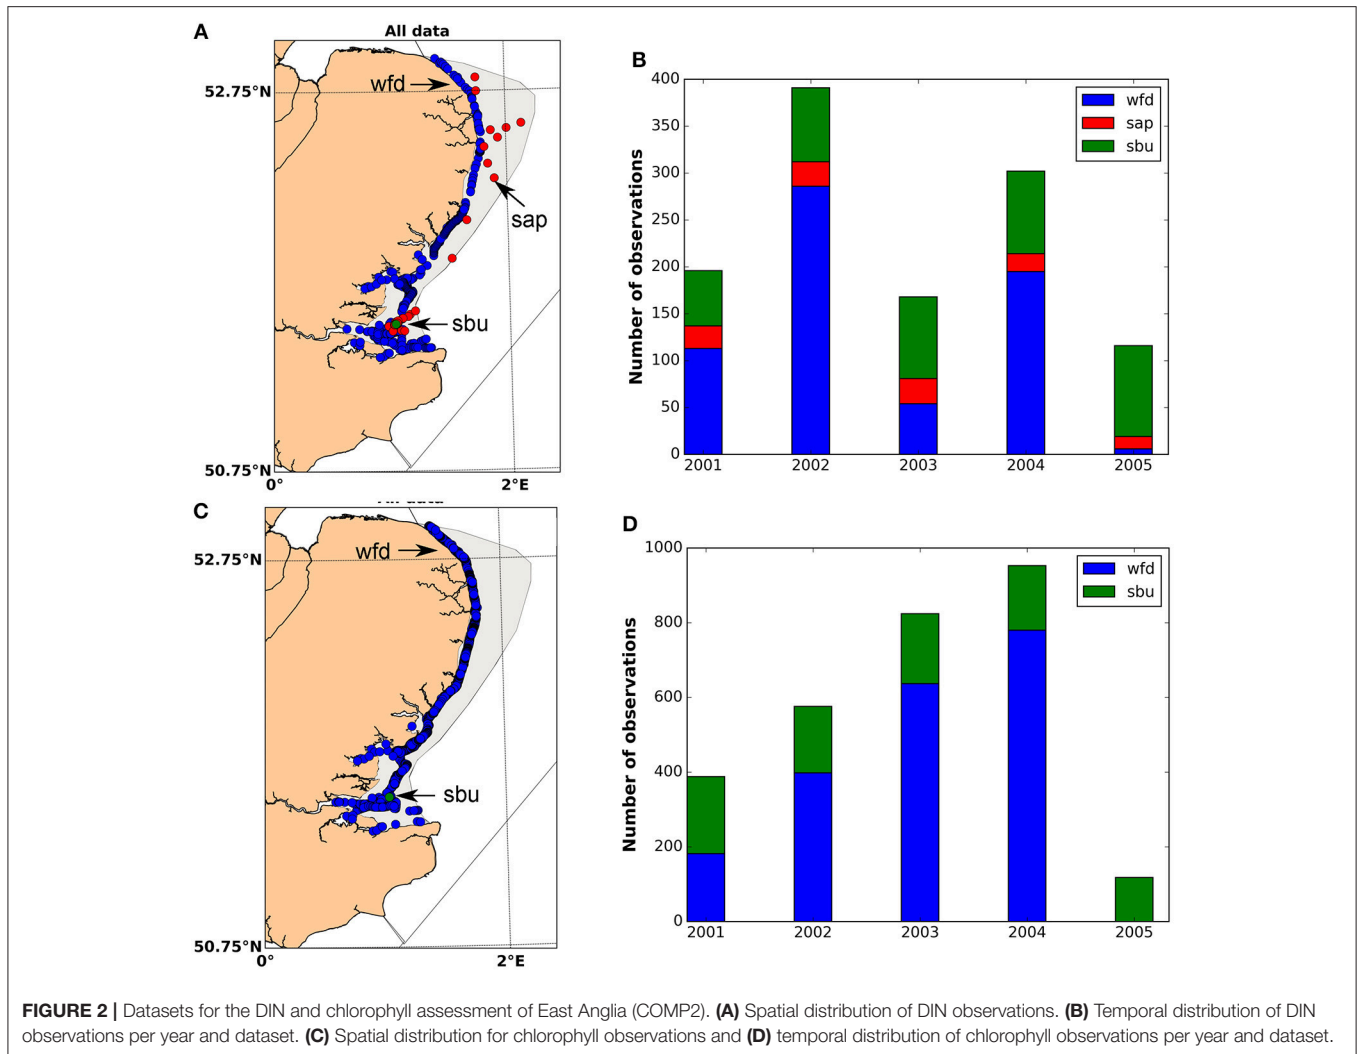 A
All data
wfd
52.75°N
sap
sbu
50.75°N
0°
2°E
B
400
350
300
250
200
150
100
50
0
Number of observations
wfd
sap
sbu
2001 2002 2003 2004 2005
C
All data
wfd
52.75°N
sbu
50.75°N
0°
2°E
D
1000
800
600
400
200
0
Number of observations
wfd
sbu
2001 2002 2003 2004 2005
FIGURE 2 | Datasets for the DIN and chlorophyll assessment of East Anglia (COMP2). (A) Spatial distribution of DIN observations. (B) Temporal distribution of DIN
observations per year and dataset. (C) Spatial distribution for chlorophyll observations and (D) temporal distribution of chlorophyll observations per year and dataset.